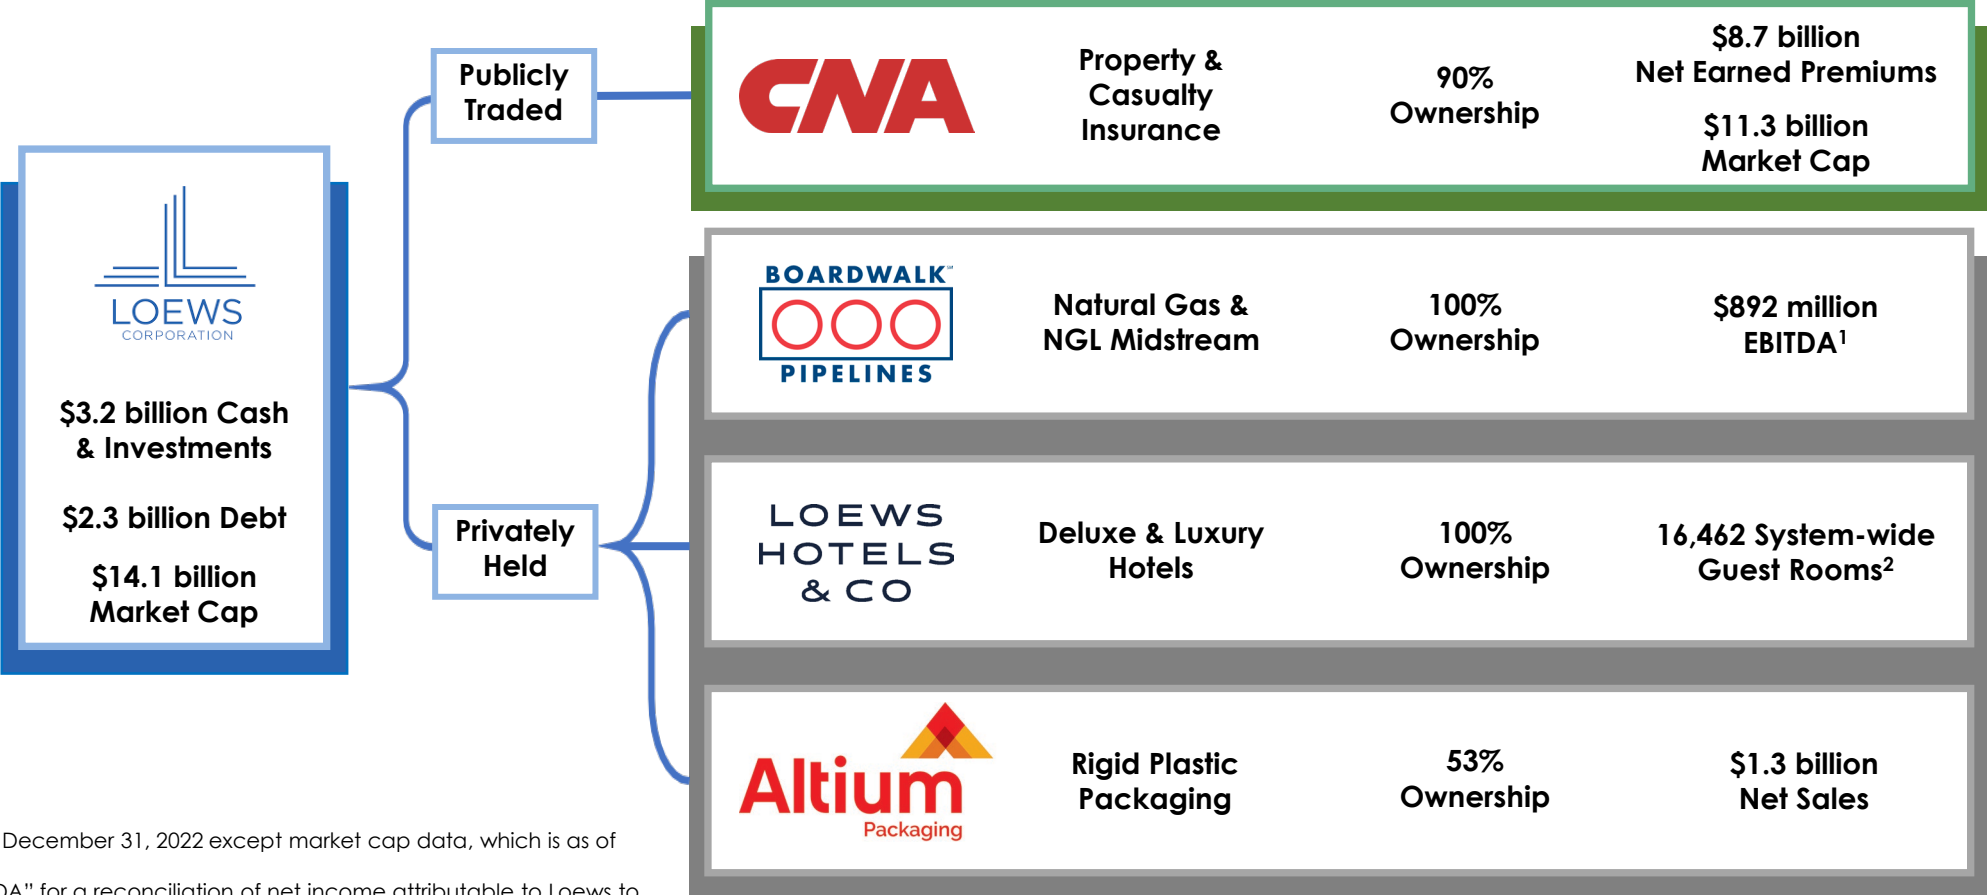 LOEWS
CORPORATION
$3.2 billion Cash
& Investments
$2.3 billion Debt
$14.1 billion
Market Cap
Publicly
Traded
Privately
Held
CNA
Property &
Casualty
Insurance
90%
Ownership
$8.7 billion
Net Earned Premiums
$11.3 billion
Market Cap
BOARDWALK℠
PIPELINES
Natural Gas &
NGL Midstream
100%
Ownership
$892 million
EBITDA¹
LOEWS
HOTELS
& CO
Deluxe & Luxury
Hotels
100%
Ownership
16,462 System-wide
Guest Rooms²
Altium
Packaging
Rigid Plastic
Packaging
53%
Ownership
$1.3 billion
Net Sales
December 31, 2022 except market cap data, which is as of
DA” for a reconciliation of net income attributable to Loews to